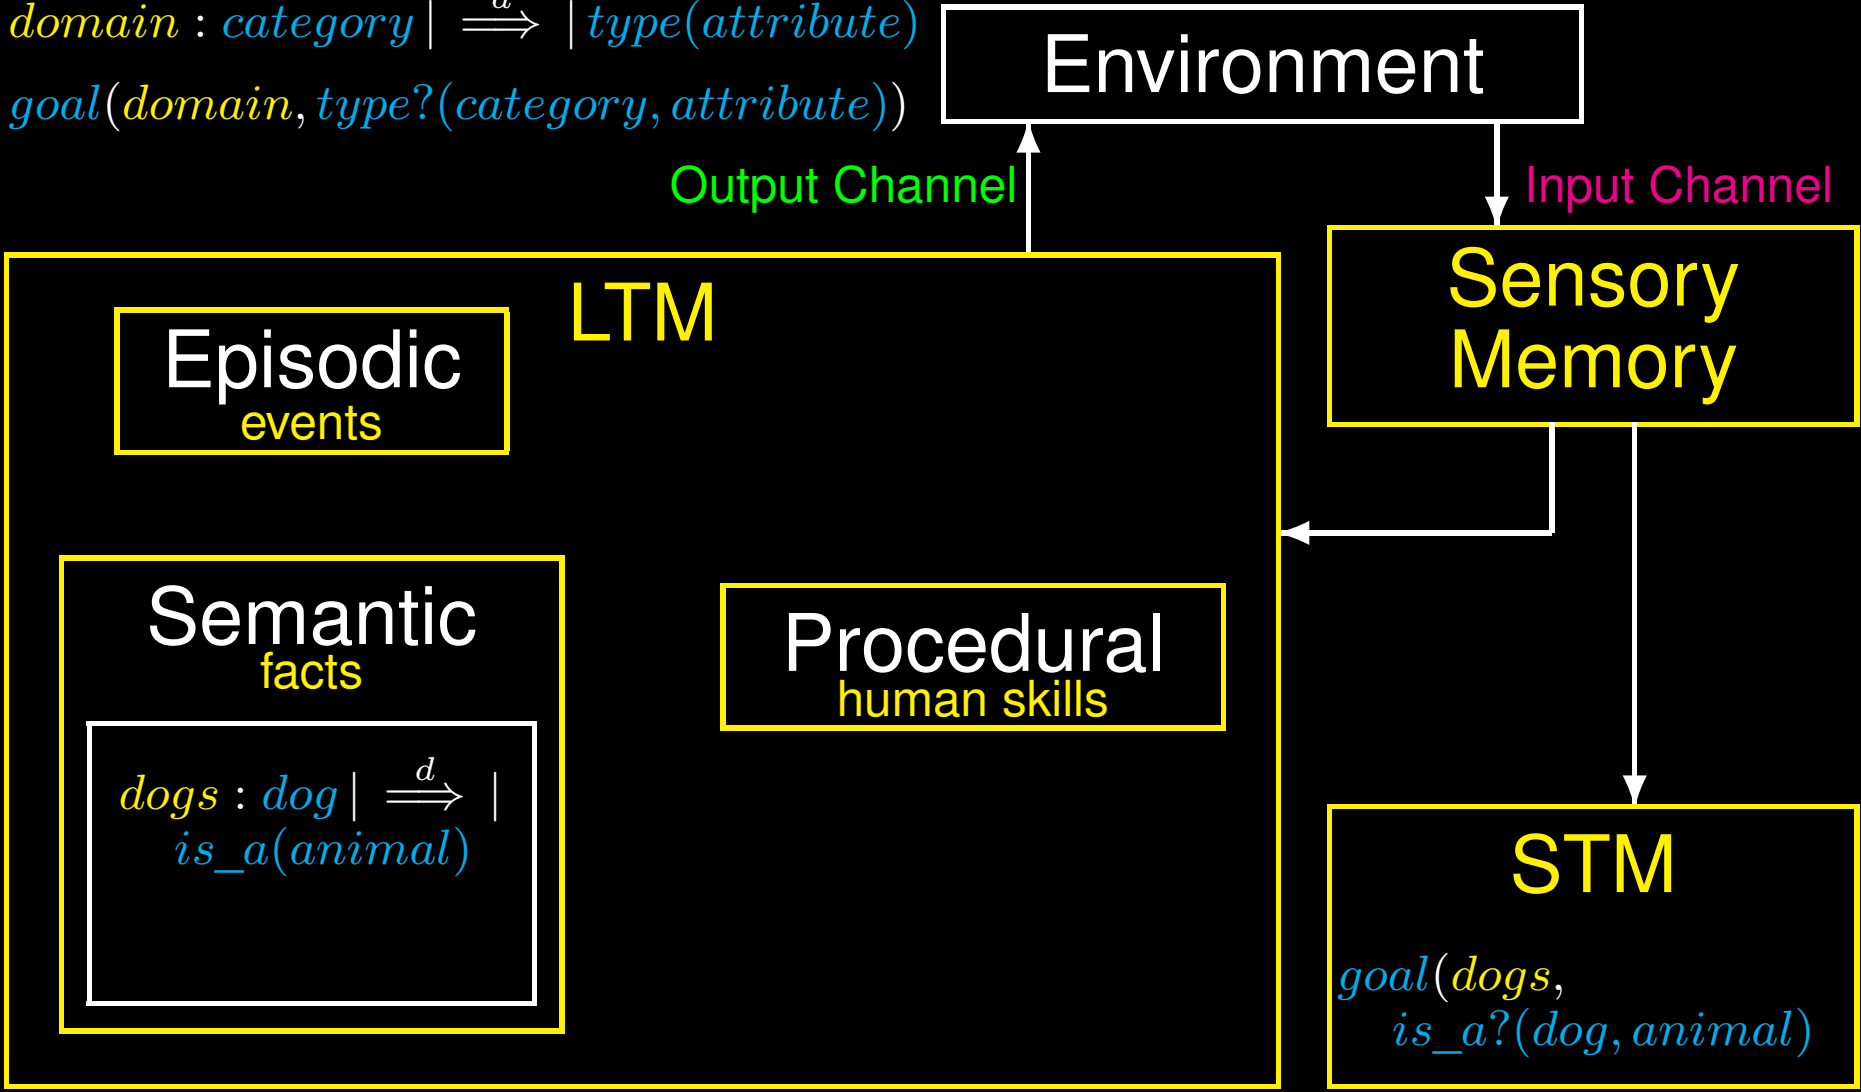 domain : category | d⟹ | type(attribute)
goal(domain, type?(category, attribute))
Environment
Output Channel
Input Channel
Sensory
Memory
LTM
Episodic
events
Semantic
facts
Procedural
human skills
dogs : dog | d⟹ |
is_a(animal)
STM
goal(dogs,
is_a?(dog, animal)